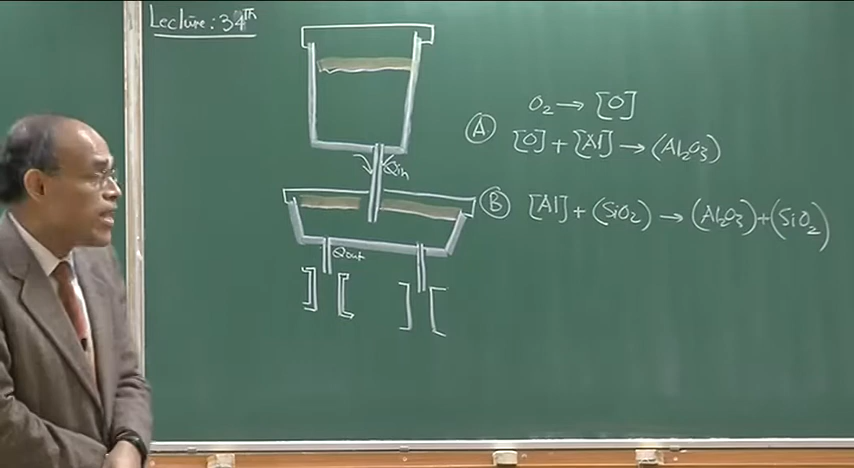 Lecture: 34th
O₂ → [O]
(A) [O] + [Al] → (Al₂O₃)
(B) [Al] + (SiO₂) → (Al₂O₃) + (SiO₂)
Qin
Qout